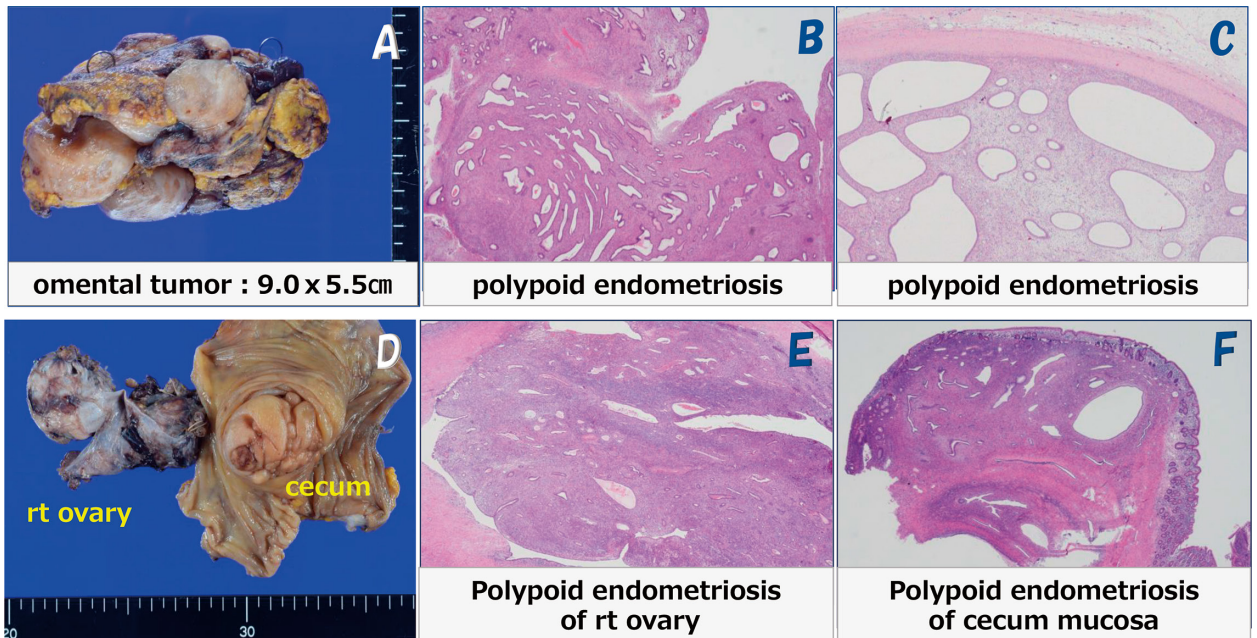 A
B
C
omental tumor : 9.0 x 5.5㎝
polypoid endometriosis
polypoid endometriosis
D
E
F
rt ovary
cecum
20
30
Polypoid endometriosis
of rt ovary
Polypoid endometriosis
of cecum mucosa